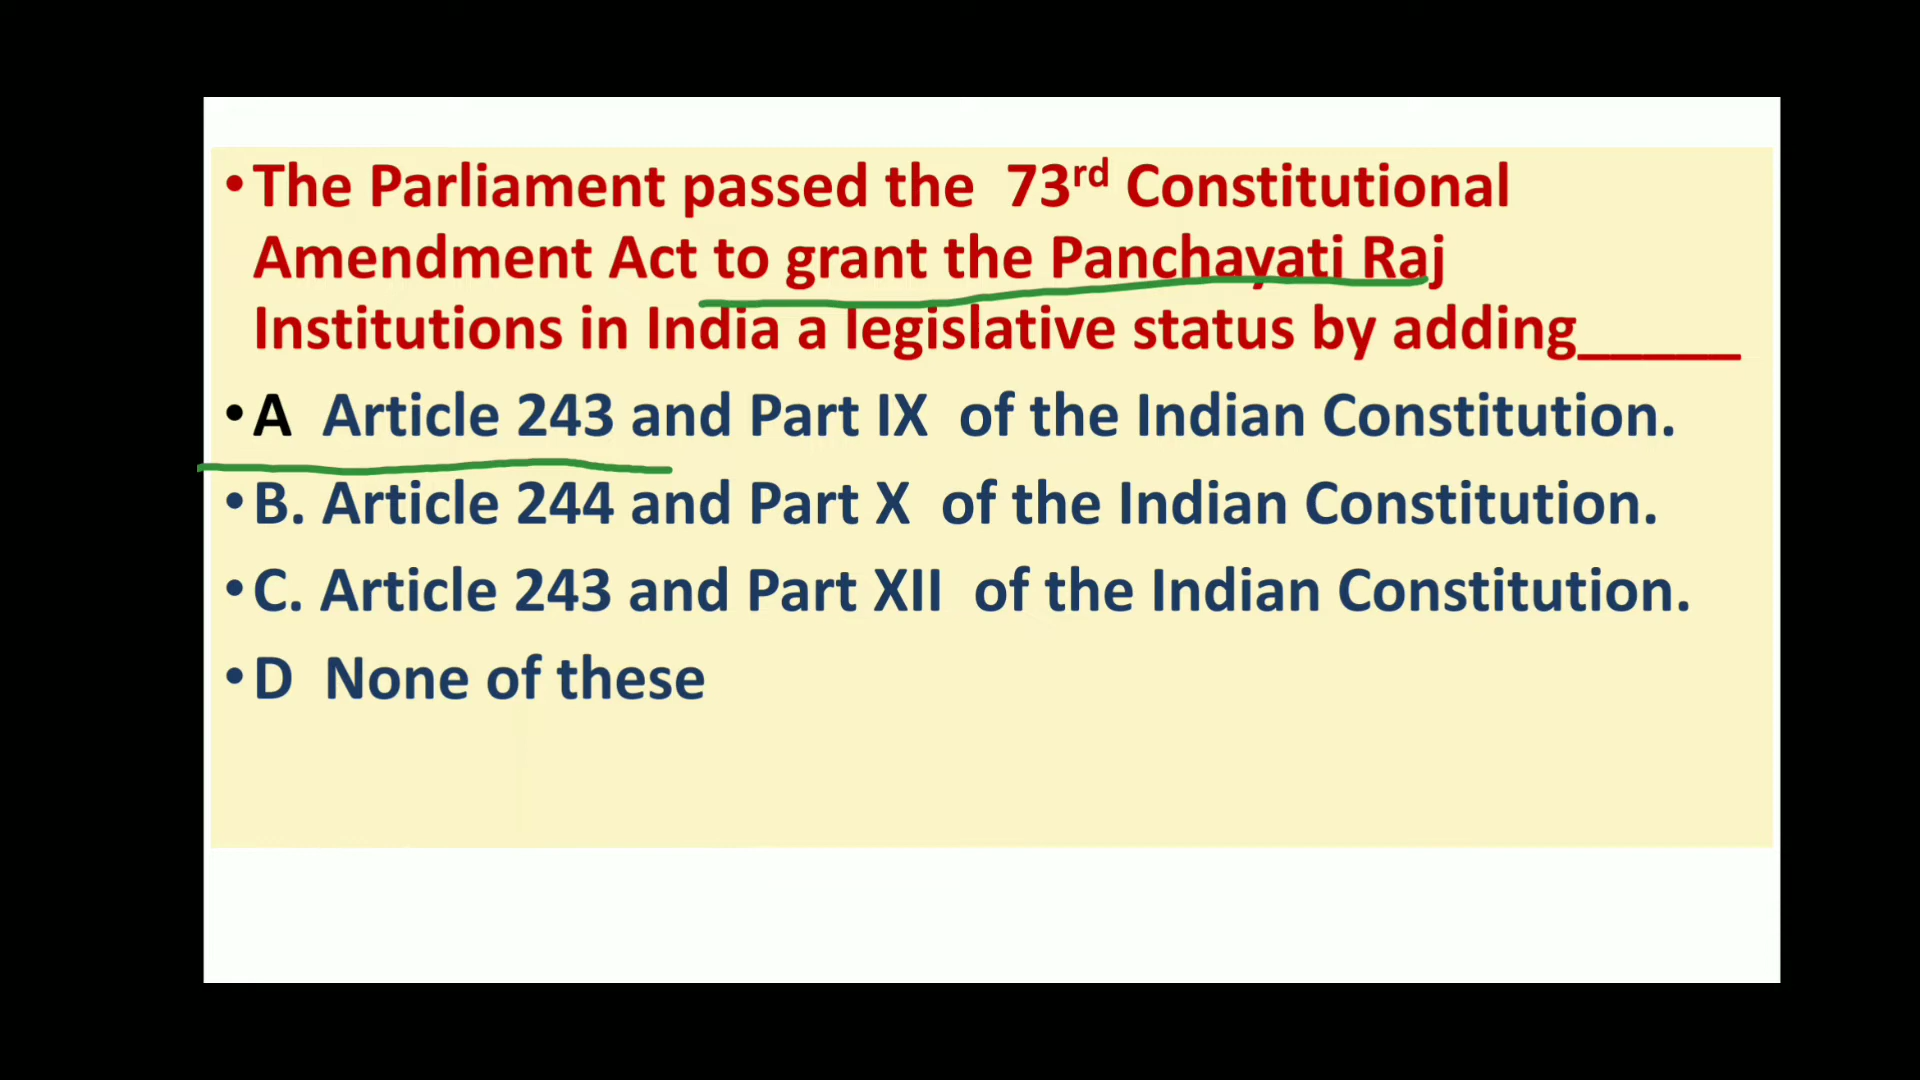 •The Parliament passed the 73rd Constitutional
Amendment Act to grant the Panchayati Raj
Institutions in India a legislative status by adding_____
•A Article 243 and Part IX of the Indian Constitution.
•B. Article 244 and Part X of the Indian Constitution.
•C. Article 243 and Part XII of the Indian Constitution.
•D None of these